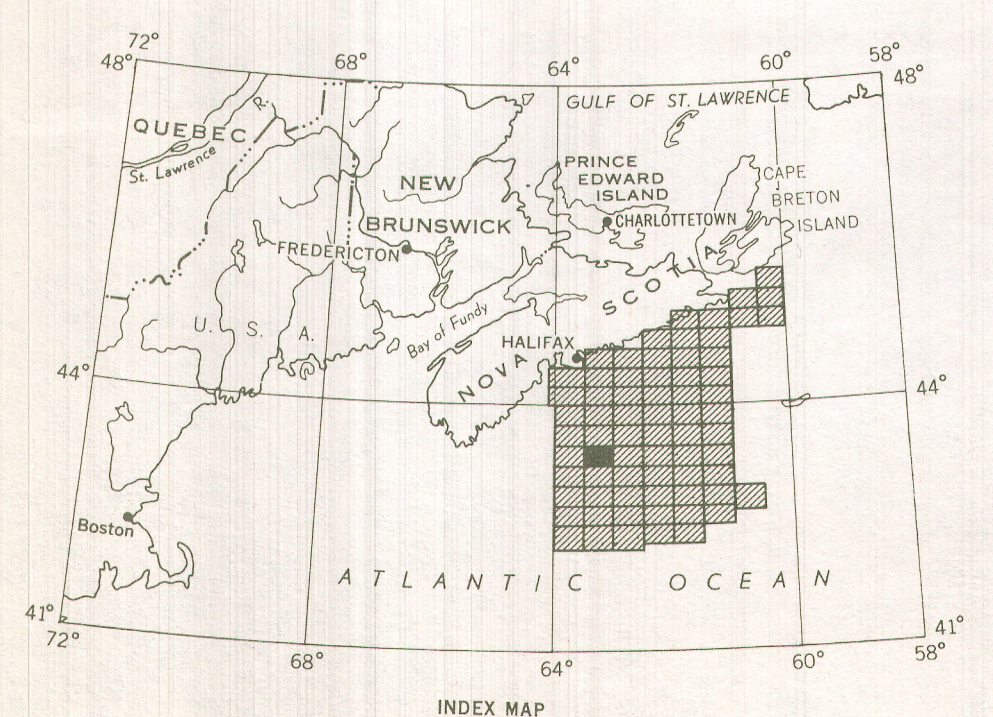 72°
48°
68°
64°
60°
58°
48°
GULF OF ST. LAWRENCE
R.
QUEBEC
St. Lawrence
PRINCE
EDWARD
ISLAND
CAPE
BRETON
ISLAND
NEW
BRUNSWICK
CHARLOTTETOWN
FREDERICTON
NOVA SCOTIA
U. S. A.
Bay of Fundy
HALIFAX
44°
44°
Boston
ATLANTIC OCEAN
41°
72°
68°
64°
60°
41°
58°
INDEX MAP